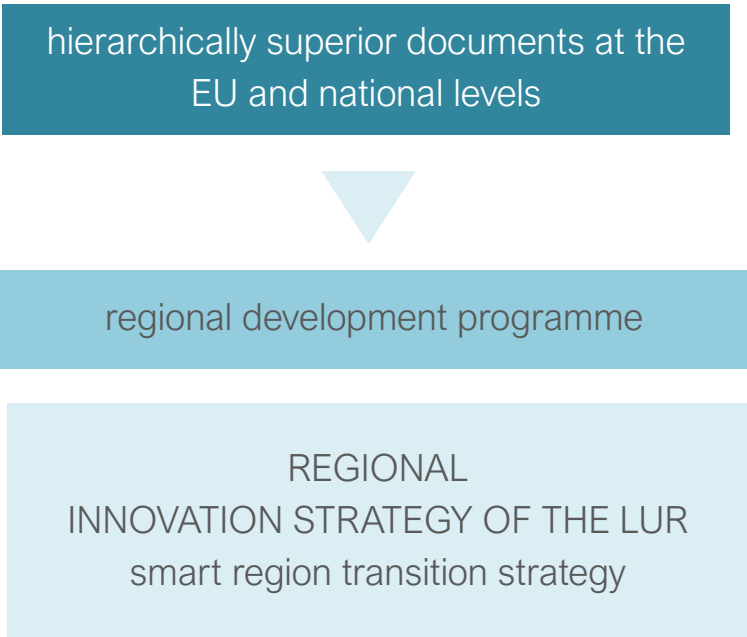 hierarchically superior documents at the
EU and national levels
regional development programme
REGIONAL
INNOVATION STRATEGY OF THE LUR
smart region transition strategy